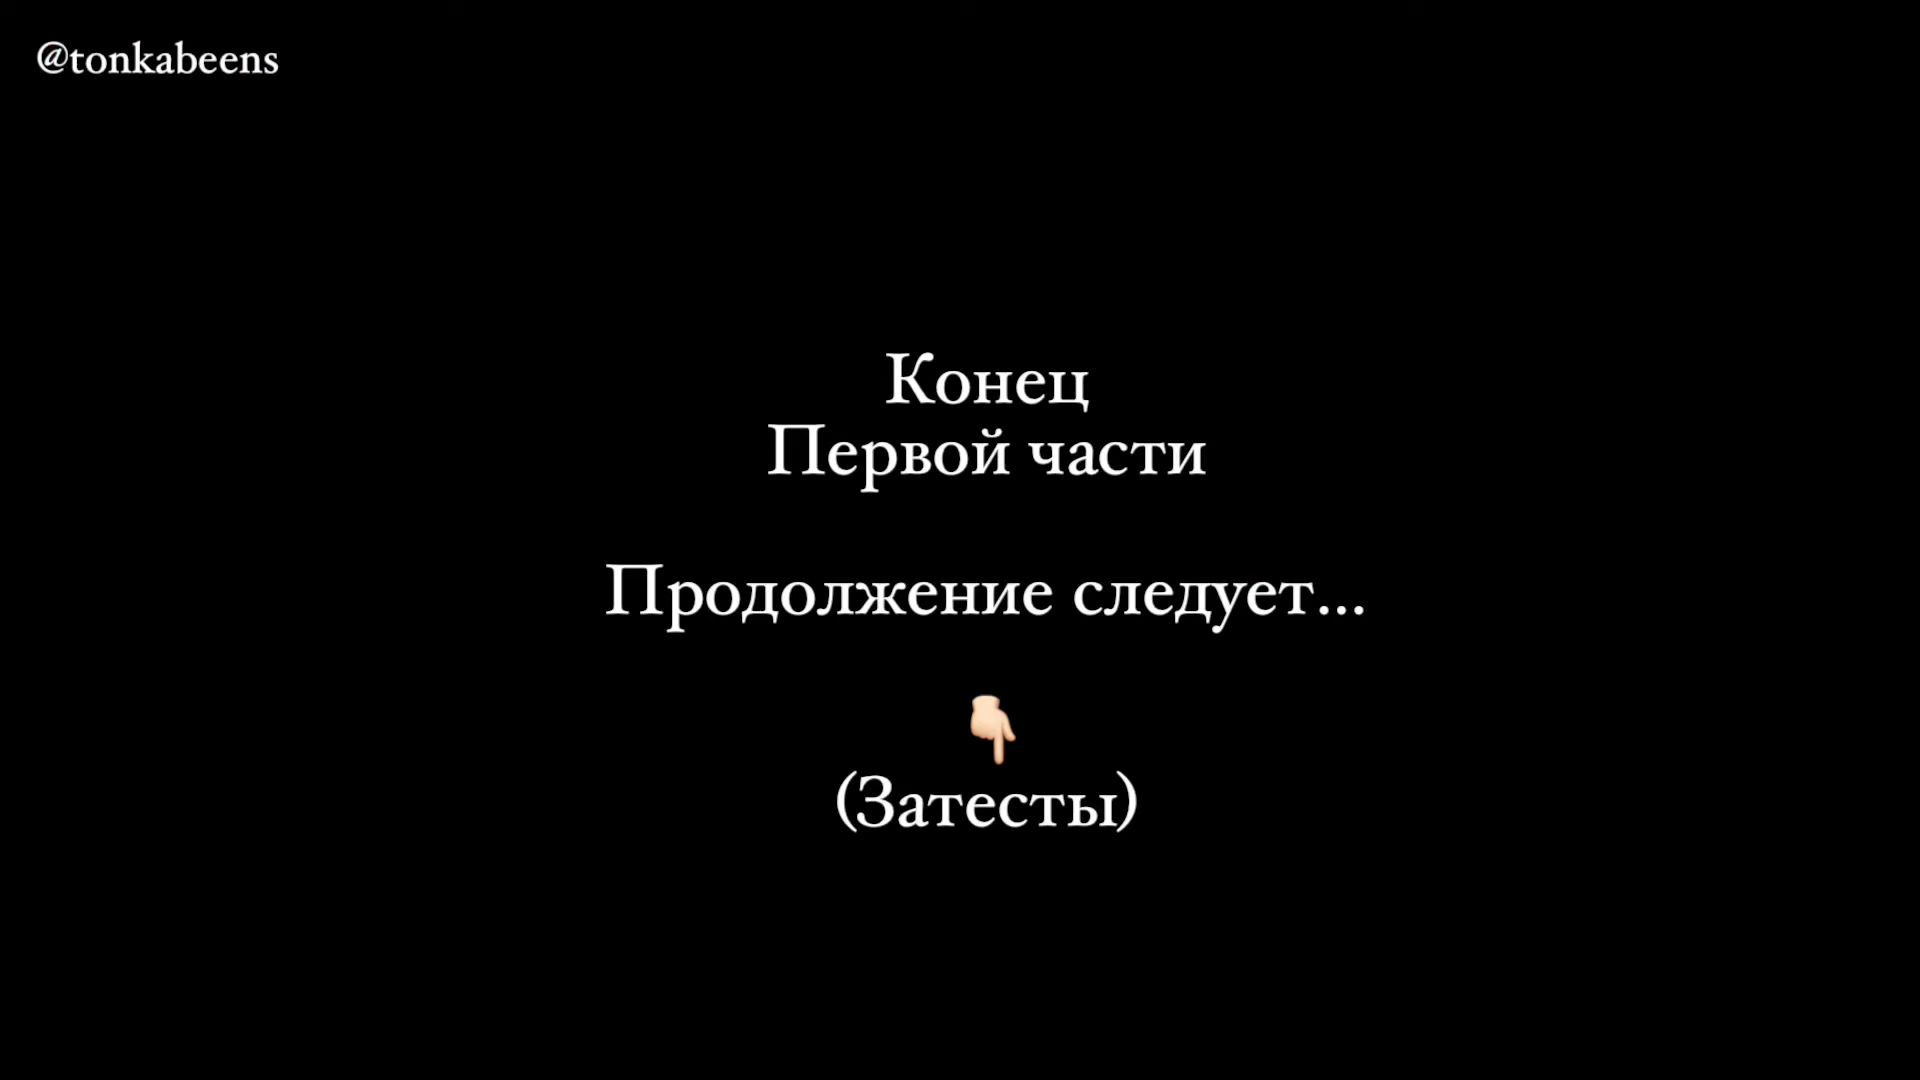 @tonkabeens
Конец
Первой части
Продолжение следует...
👇🏻
(Затесты)